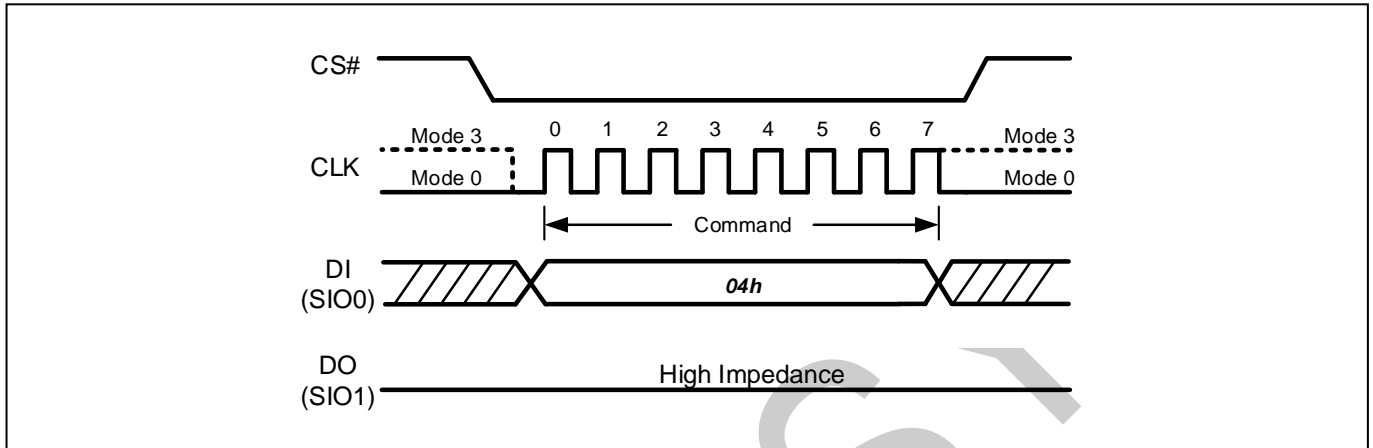 CS#
Mode 3 0 1 2 3 4 5 6 7 Mode 3
CLK
Mode 0 Mode 0
Command
DI
(SIO0)
04h
DO
(SIO1)
High Impedance